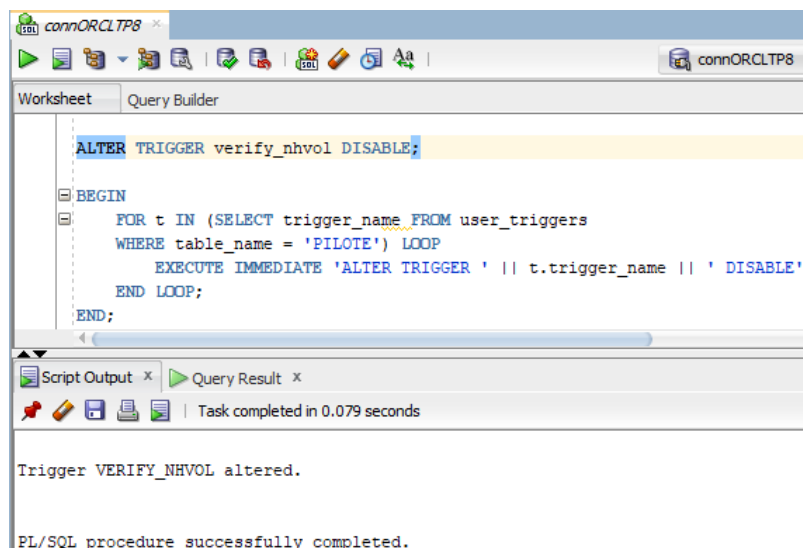 connORCLTP8
connORCLTP8
Worksheet Query Builder
ALTER TRIGGER verify_nhvol DISABLE;
BEGIN
FOR t IN (SELECT trigger_name FROM user_triggers
WHERE table_name = 'PILOTE') LOOP
EXECUTE IMMEDIATE 'ALTER TRIGGER ' || t.trigger_name || ' DISABLE'
END LOOP;
END;
Script Output x Query Result x
Task completed in 0.079 seconds
Trigger VERIFY_NHVOL altered.
PL/SQL procedure successfully completed.